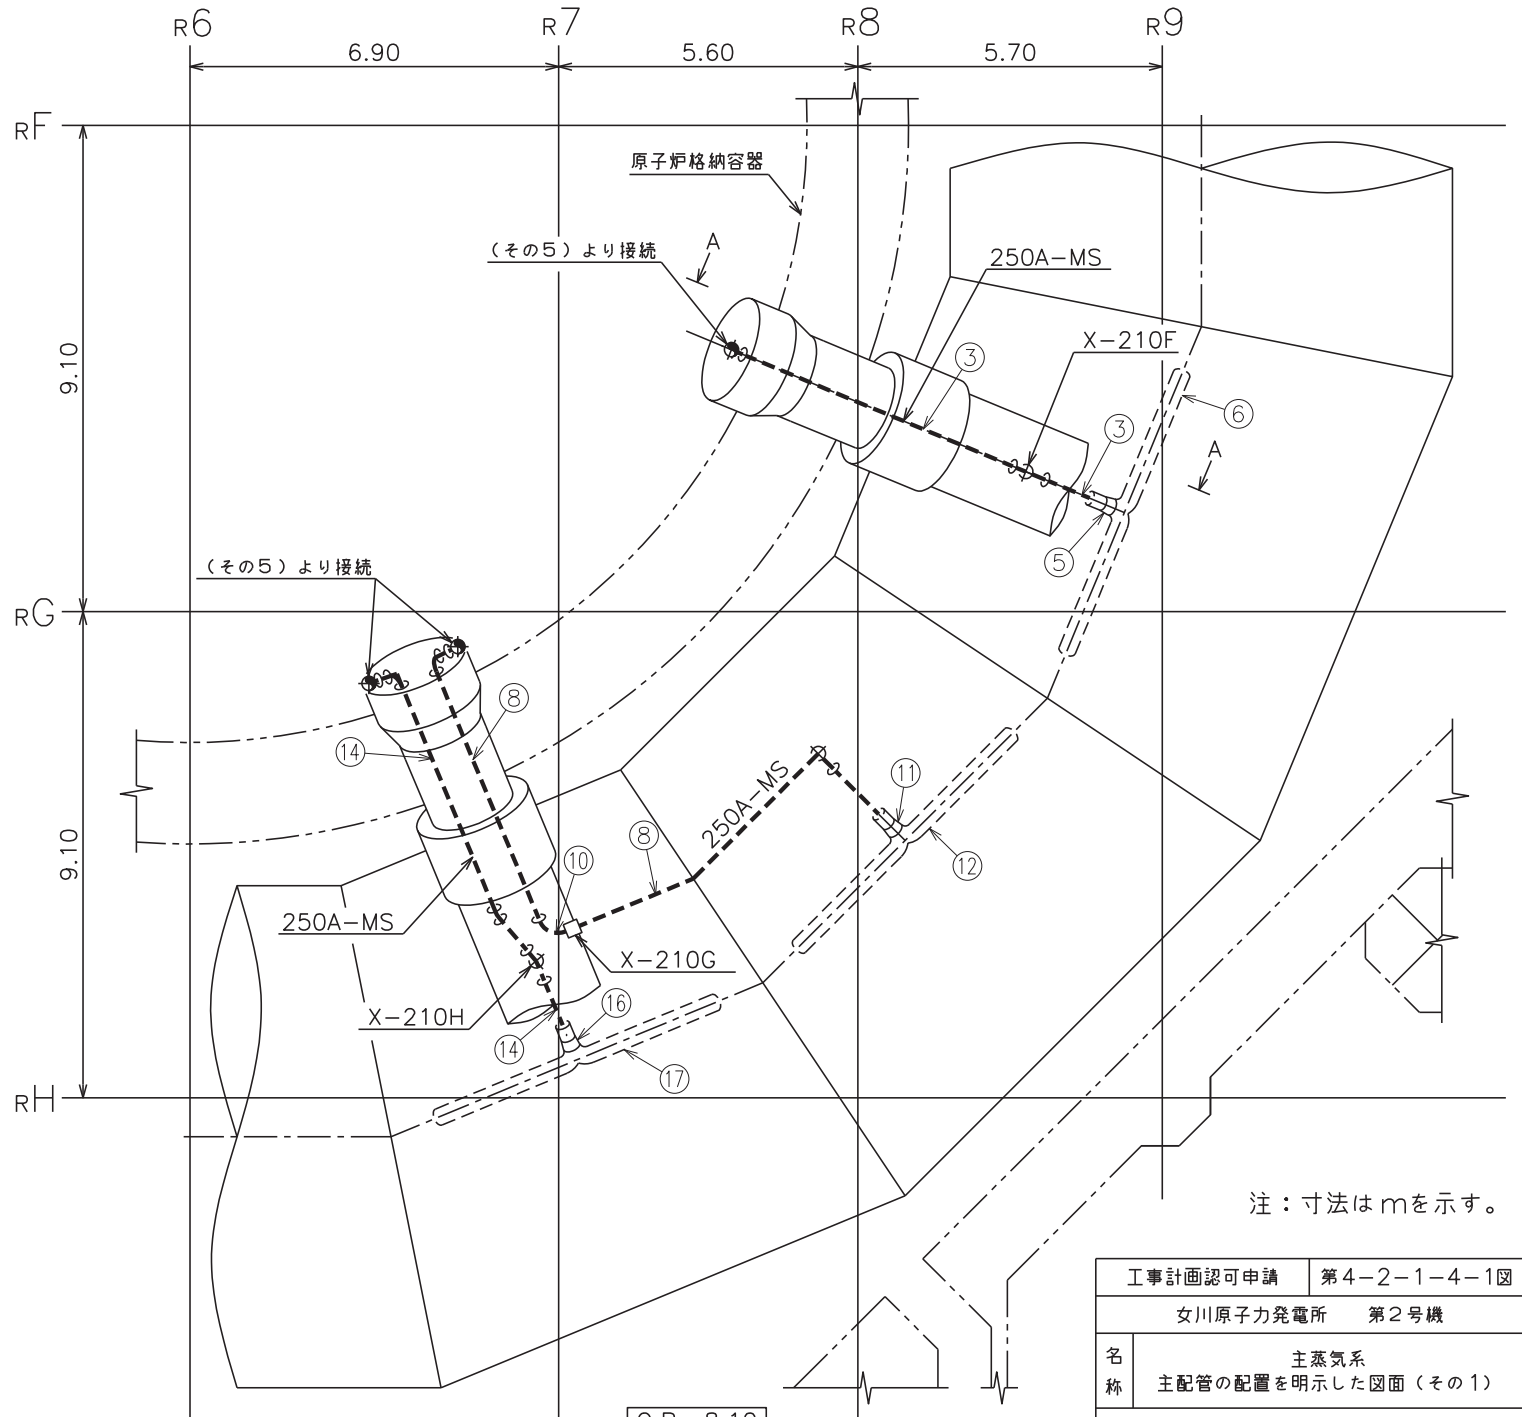 R6
R7
R8
R9
6.90
5.60
5.70
RF
原子炉格納容器
(その5)より接続
A
250A-MS
X-210F
3
3
6
A
9.10
5
(その5)より接続
RG
8
14
250A-MS
11
8
12
10
9.10
250A-MS
X-210G
16
X-210H
14
17
RH
注:寸法はmを示す。
工事計画認可申請 第4-2-1-4-1図
女川原子力発電所 第2号機
名称
主蒸気系
主配管の配置を明示した図面(その1)